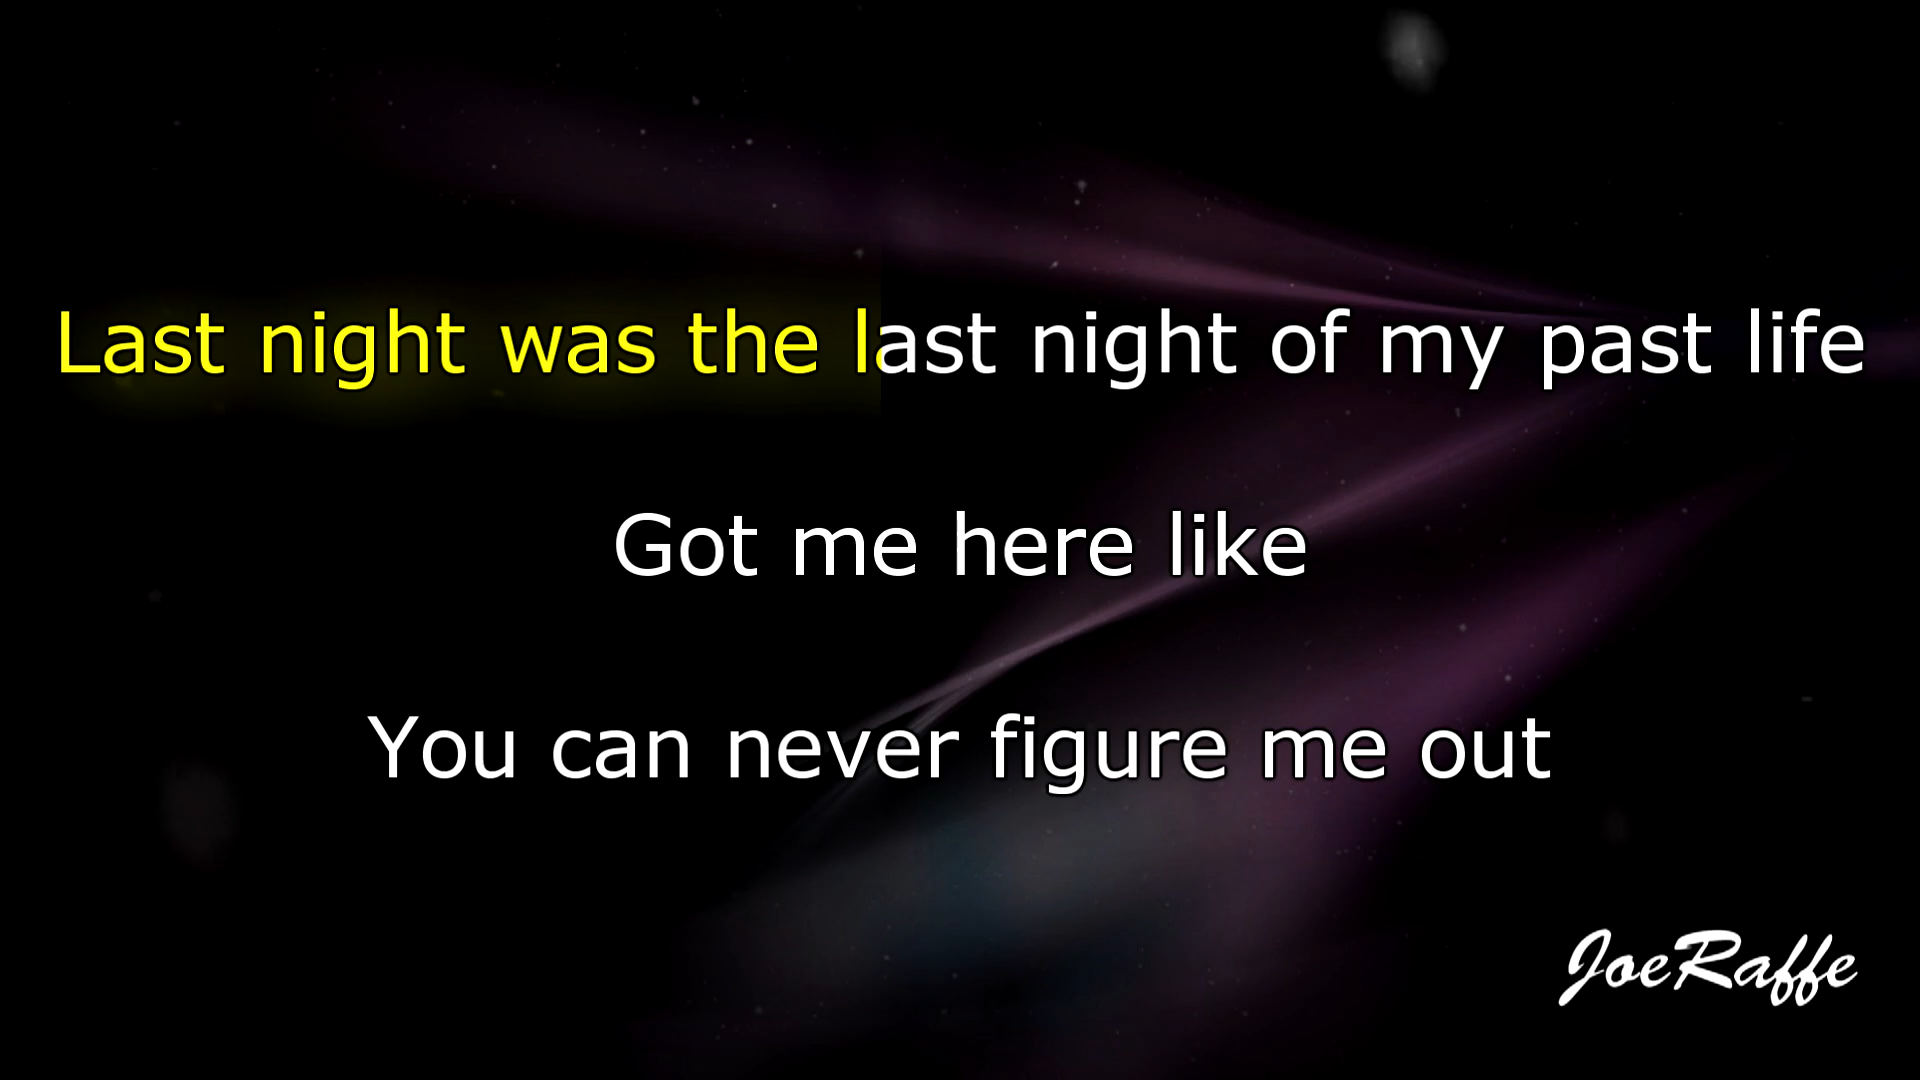 Last night was the last night of my past life
Got me here like
You can never figure me out
JoeRaffe